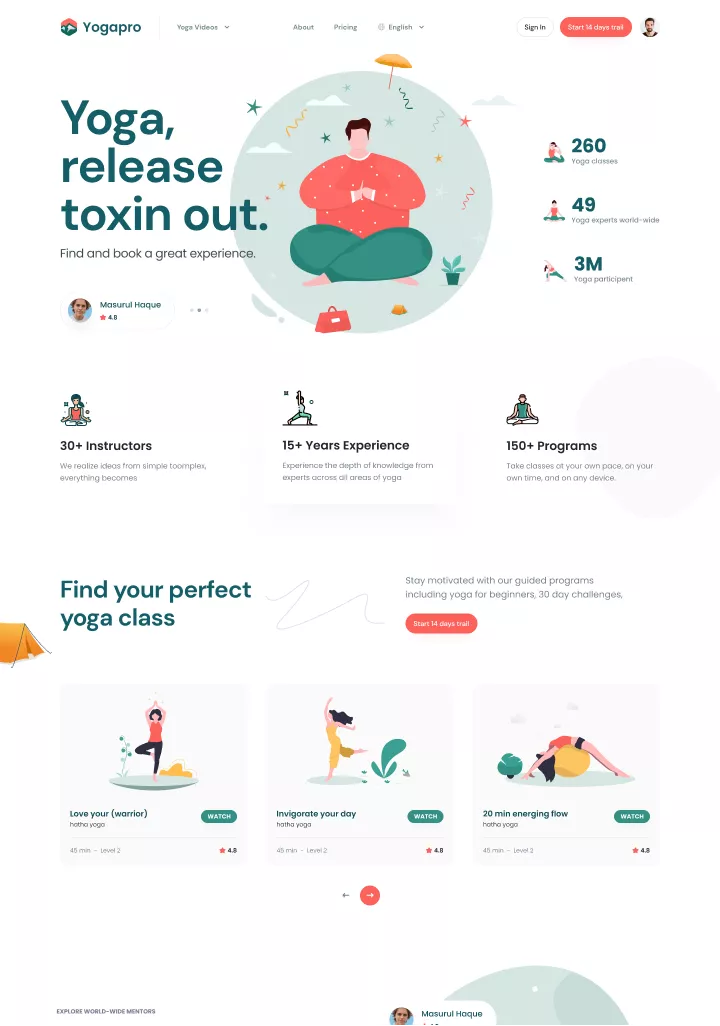 Yogapro
Yoga Videos
About
Pricing
English
Sign In
Start 14 days trail
Yoga,
release
toxin out.
Find and book a great experience.
Masurul Haque
4.8
260
Yoga classes
49
Yoga experts world-wide
3M
Yoga participent
30+ Instructors
We realize ideas from simple toomplex,
everything becomes
15+ Years Experience
Experience the depth of knowledge from
experts across all areas of yoga
150+ Programs
Take classes at your own pace, on your
own time, and on any device.
Find your perfect
yoga class
Stay motivated with our guided programs
including yoga for beginners, 30 day challenges,
Start 14 days trail
Love your (warrior)
hatha yoga
WATCH
45 min - Level 2
4.8
Invigorate your day
hatha yoga
WATCH
45 min - Level 2
4.8
20 min energing flow
hatha yoga
WATCH
45 min - Level 2
4.8
EXPLORE WORLD-WIDE MENTORS
Masurul Haque